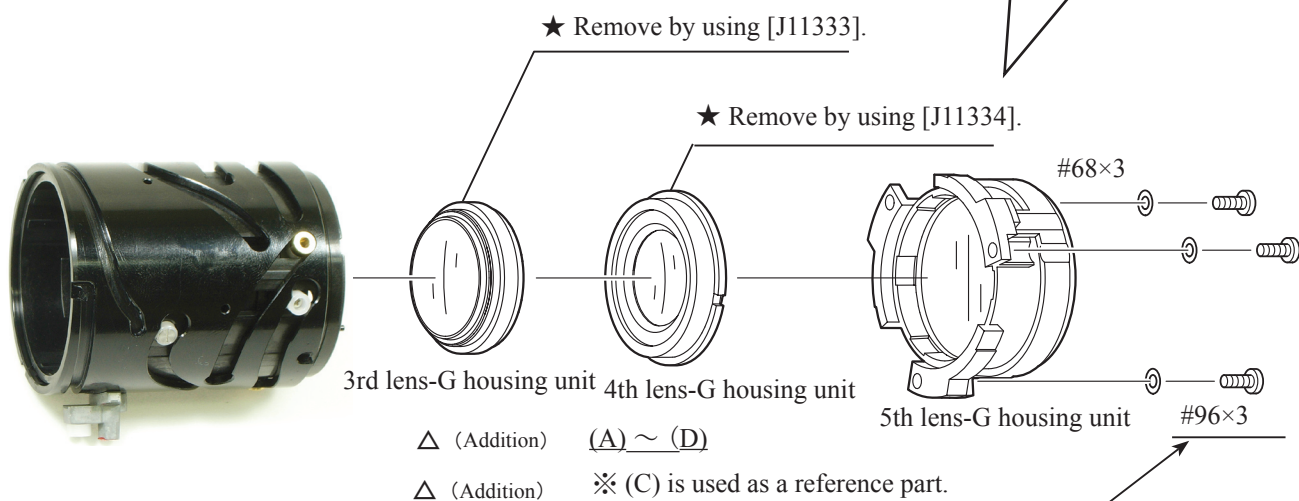 ★ Remove by using [J11333].
★ Remove by using [J11334].
#68×3
3rd lens-G housing unit
4th lens-G housing unit
5th lens-G housing unit
#96×3
△ (Addition) (A) ~ (D)
△ (Addition) ※ (C) is used as a reference part.